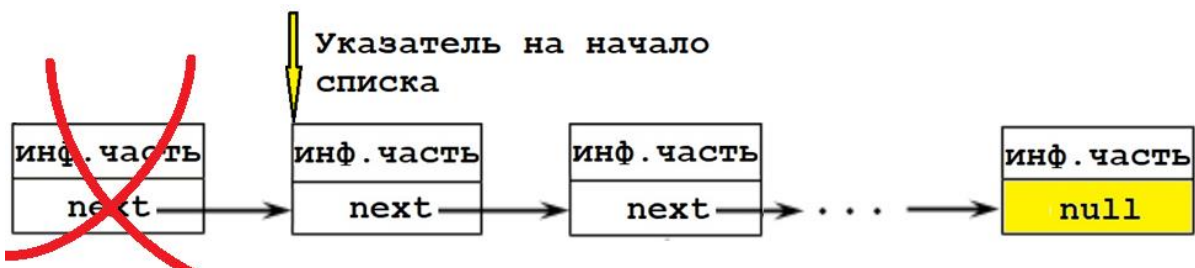 Указатель на начало
списка
инф.часть
next
инф.часть
next
инф.часть
next
. . .
инф.часть
null